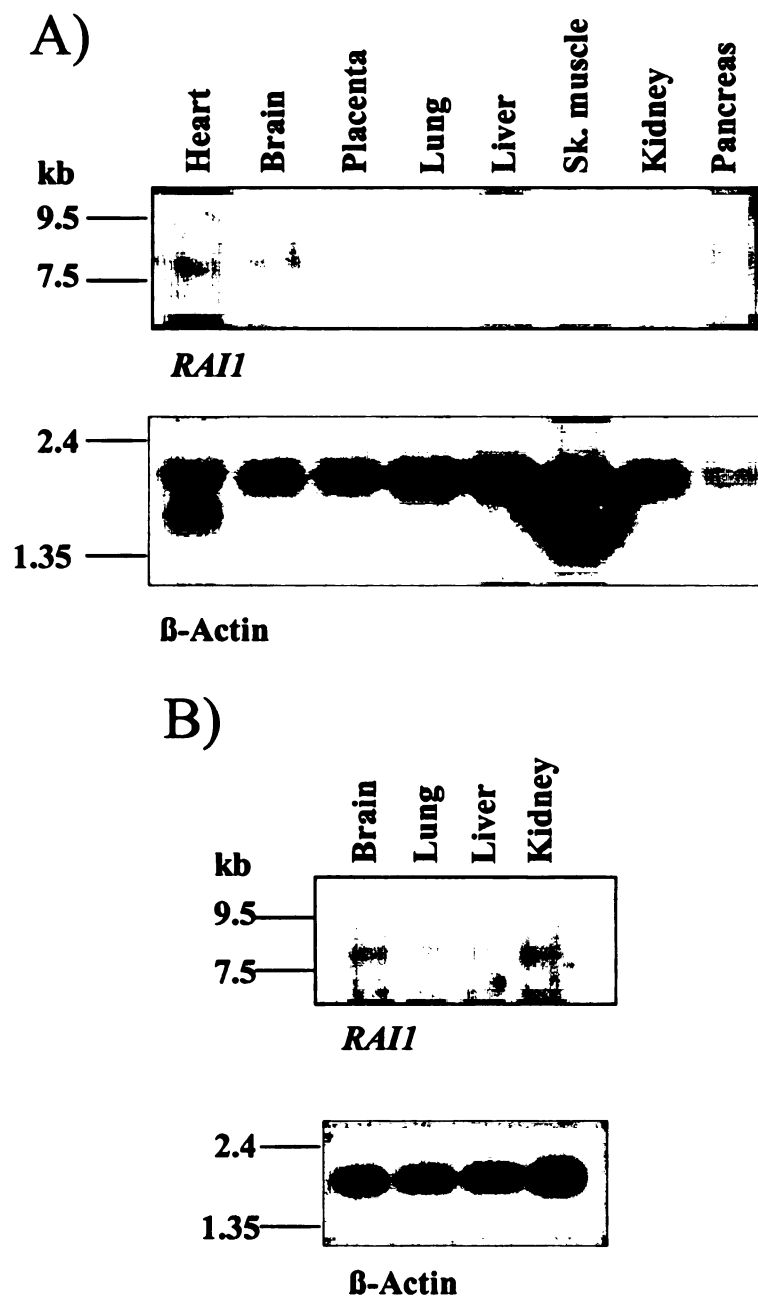 A)
Heart Brain Placenta Lung Liver Sk. muscle Kidney Pancreas
kb
9.5
7.5
RAI1
2.4
1.35
ß-Actin
B)
Brain Lung Liver Kidney
kb
9.5
7.5
RAI1
2.4
1.35
ß-Actin